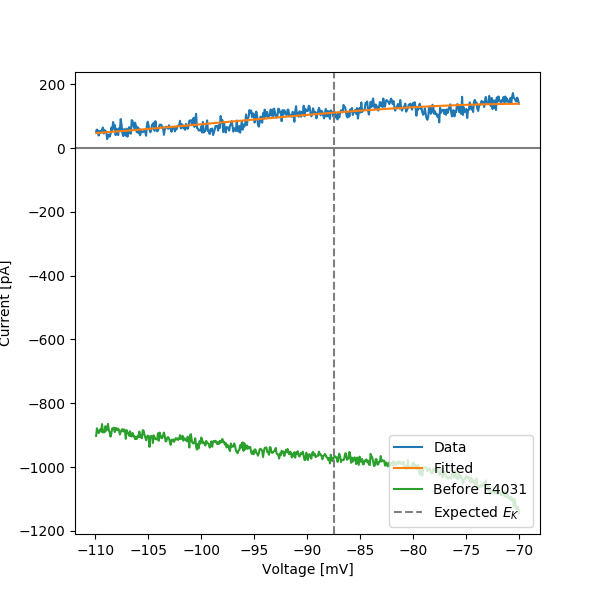 200
0
−200
−400
−600
−800
−1000
−1200
Current [pA]
−110 −105 −100 −95 −90 −85 −80 −75 −70
Voltage [mV]
Data
Fitted
Before E4031
Expected E_K